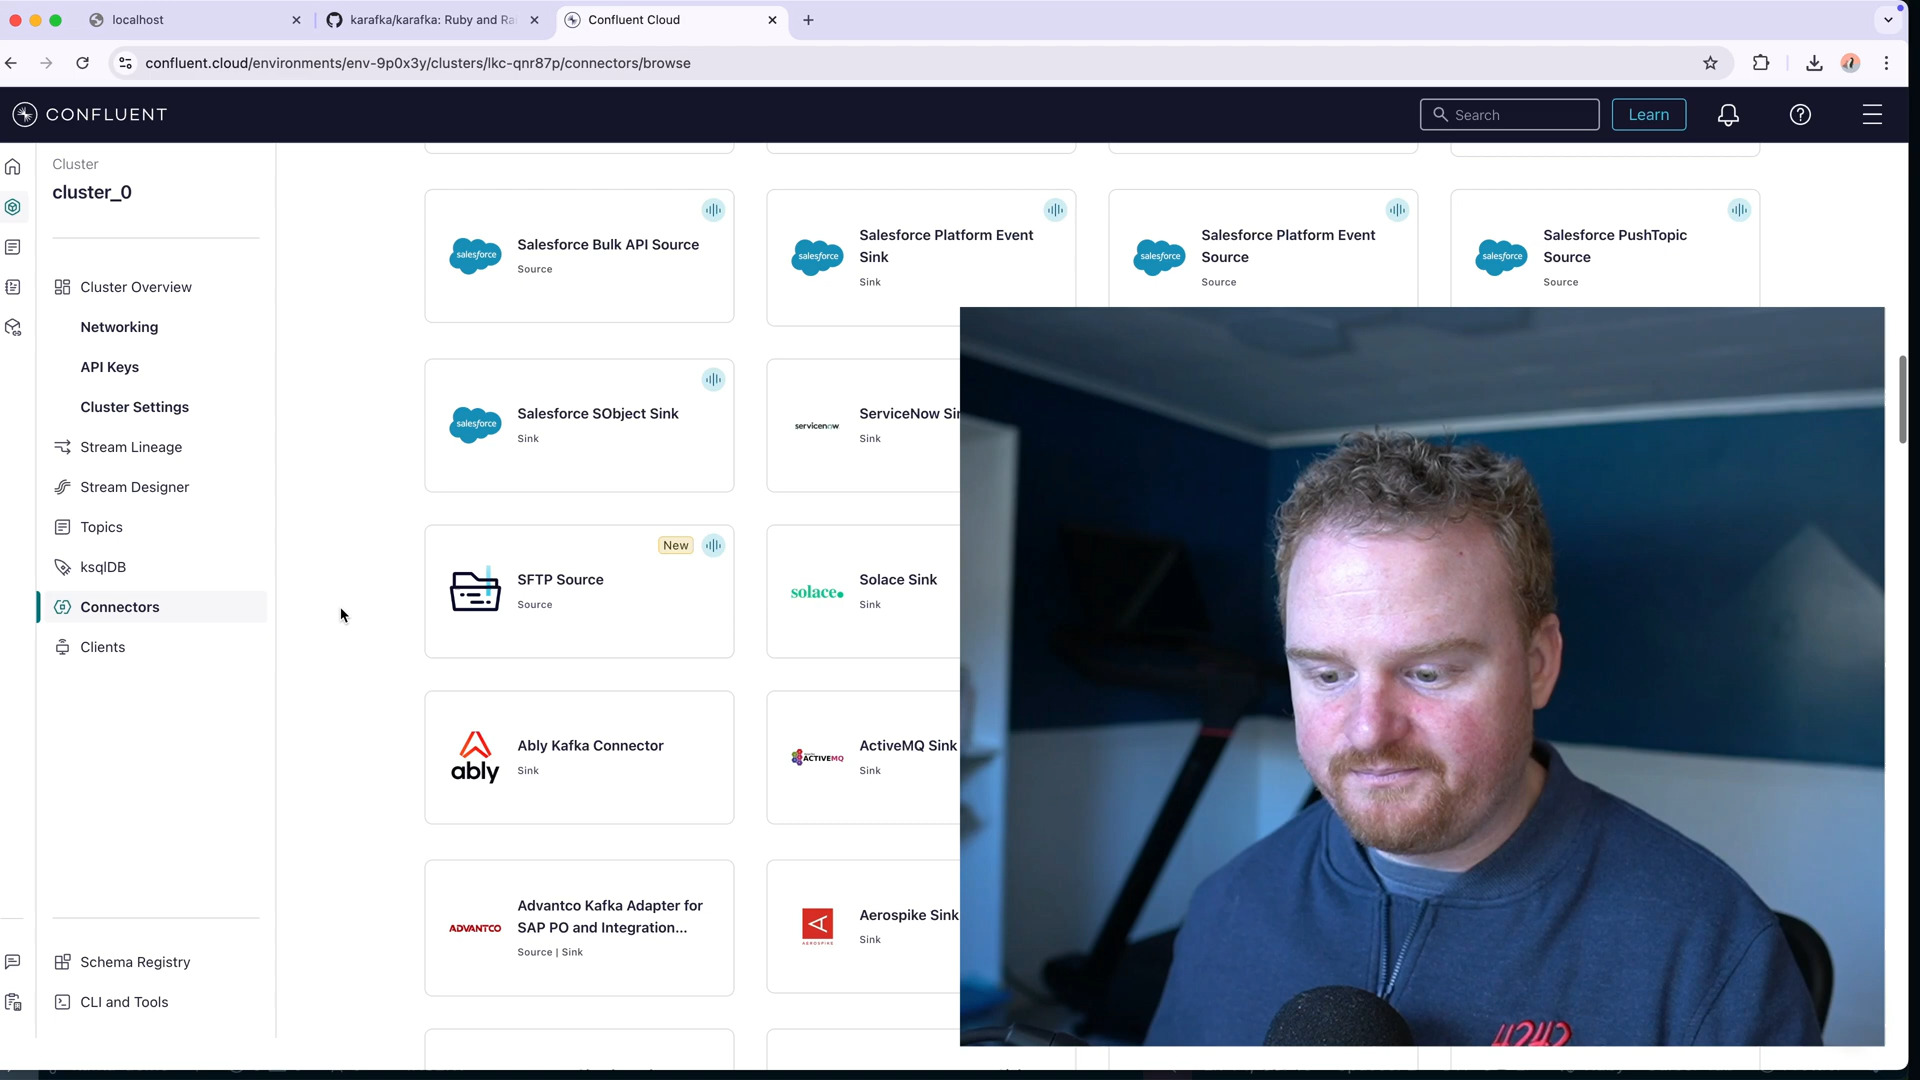 localhost
karafka/karafka: Ruby and Ra
Confluent Cloud
confluent.cloud/environments/env-9p0x3y/clusters/lkc-qnr87p/connectors/browse
CONFLUENT
Search
Learn
Cluster
cluster_0
Cluster Overview
Networking
API Keys
Cluster Settings
Stream Lineage
Stream Designer
Topics
ksqlDB
Connectors
Clients
Schema Registry
CLI and Tools
salesforce
Salesforce Bulk API Source
Source
salesforce
Salesforce Platform Event
Sink
Sink
salesforce
Salesforce Platform Event
Source
Source
salesforce
Salesforce PushTopic
Source
Source
salesforce
Salesforce SObject Sink
Sink
servicenow
ServiceNow Sin
Sink
New
SFTP Source
Source
solace.
Solace Sink
Sink
ably
Ably Kafka Connector
Sink
ACTIVEMQ
ActiveMQ Sink
Sink
ADVANTCO
Advantco Kafka Adapter for
SAP PO and Integration...
Source | Sink
AEROSPIKE
Aerospike Sink
Sink
4242